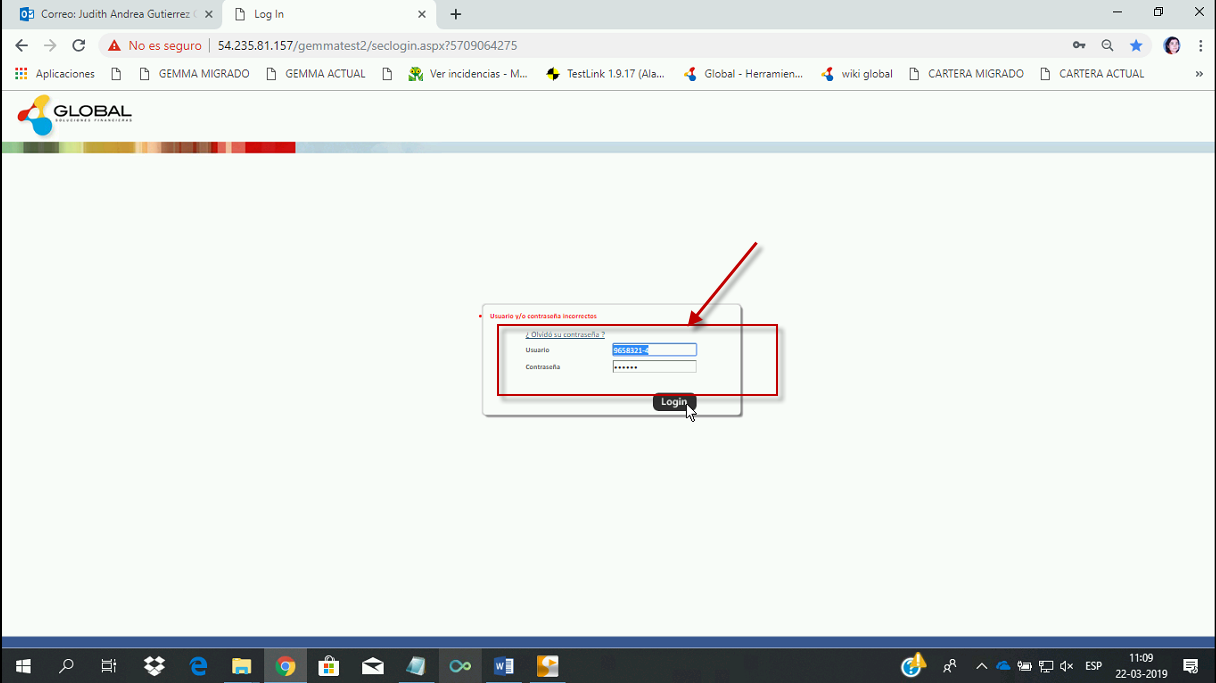 Correo: Judith Andrea Gutierrez
Log In
No es seguro
54.235.81.157/gemmatest2/seclogin.aspx?5709064275
Aplicaciones
GEMMA MIGRADO
GEMMA ACTUAL
Ver incidencias - M...
TestLink 1.9.17 (Ala...
Global - Herramien...
wiki global
CARTERA MIGRADO
CARTERA ACTUAL
»
GLOBAL
SOLUCIONES FINANCIERAS
Usuario y/o contraseña incorrectos
¿ Olvidó su contraseña ?
Usuario
9658321-4
Contraseña
••••••
Login
ESP
11:09
22-03-2019